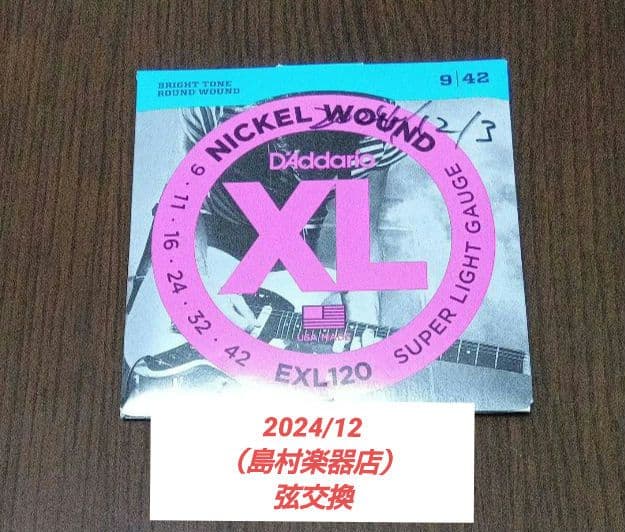 BRIGHT TONE
ROUND WOUND
9|42
NICKEL WOUND
D'Addario
XL
9 · 11 · 16 · 24 · 32 · 42
SUPER LIGHT GAUGE
USA MADE
EXL120
2024/12
（島村楽器店）
弦交換